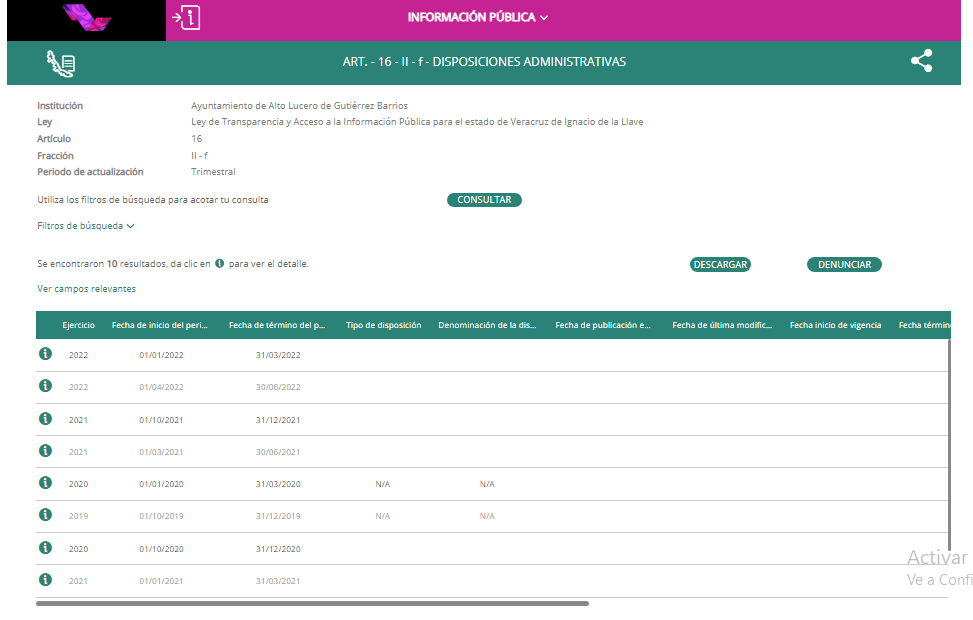 INFORMACIÓN PÚBLICA
ART. - 16 - II - f - DISPOSICIONES ADMINISTRATIVAS
Institución Ayuntamiento de Alto Lucero de Gutiérrez Barrios
Ley Ley de Transparencia y Acceso a la Información Pública para el estado de Veracruz de Ignacio de la Llave
Artículo 16
Fracción II - f
Periodo de actualización Trimestral
Utiliza los filtros de búsqueda para acotar tu consulta CONSULTAR
Filtros de búsqueda
Se encontraron 10 resultados, da clic en i para ver el detalle. DESCARGAR DENUNCIAR
Ver campos relevantes
Ejercicio Fecha de inicio del peri... Fecha de término del p... Tipo de disposición Denominación de la dis... Fecha de publicación e... Fecha de última modific... Fecha inicio de vigencia Fecha términ
2022 01/01/2022 31/03/2022
2022 01/04/2022 30/06/2022
2021 01/10/2021 31/12/2021
2021 01/03/2021 30/06/2021
2020 01/01/2020 31/03/2020 N/A N/A
2019 01/10/2019 31/12/2019 N/A N/A
2020 01/10/2020 31/12/2020
2021 01/01/2021 31/03/2021
Activar
Ve a Confi